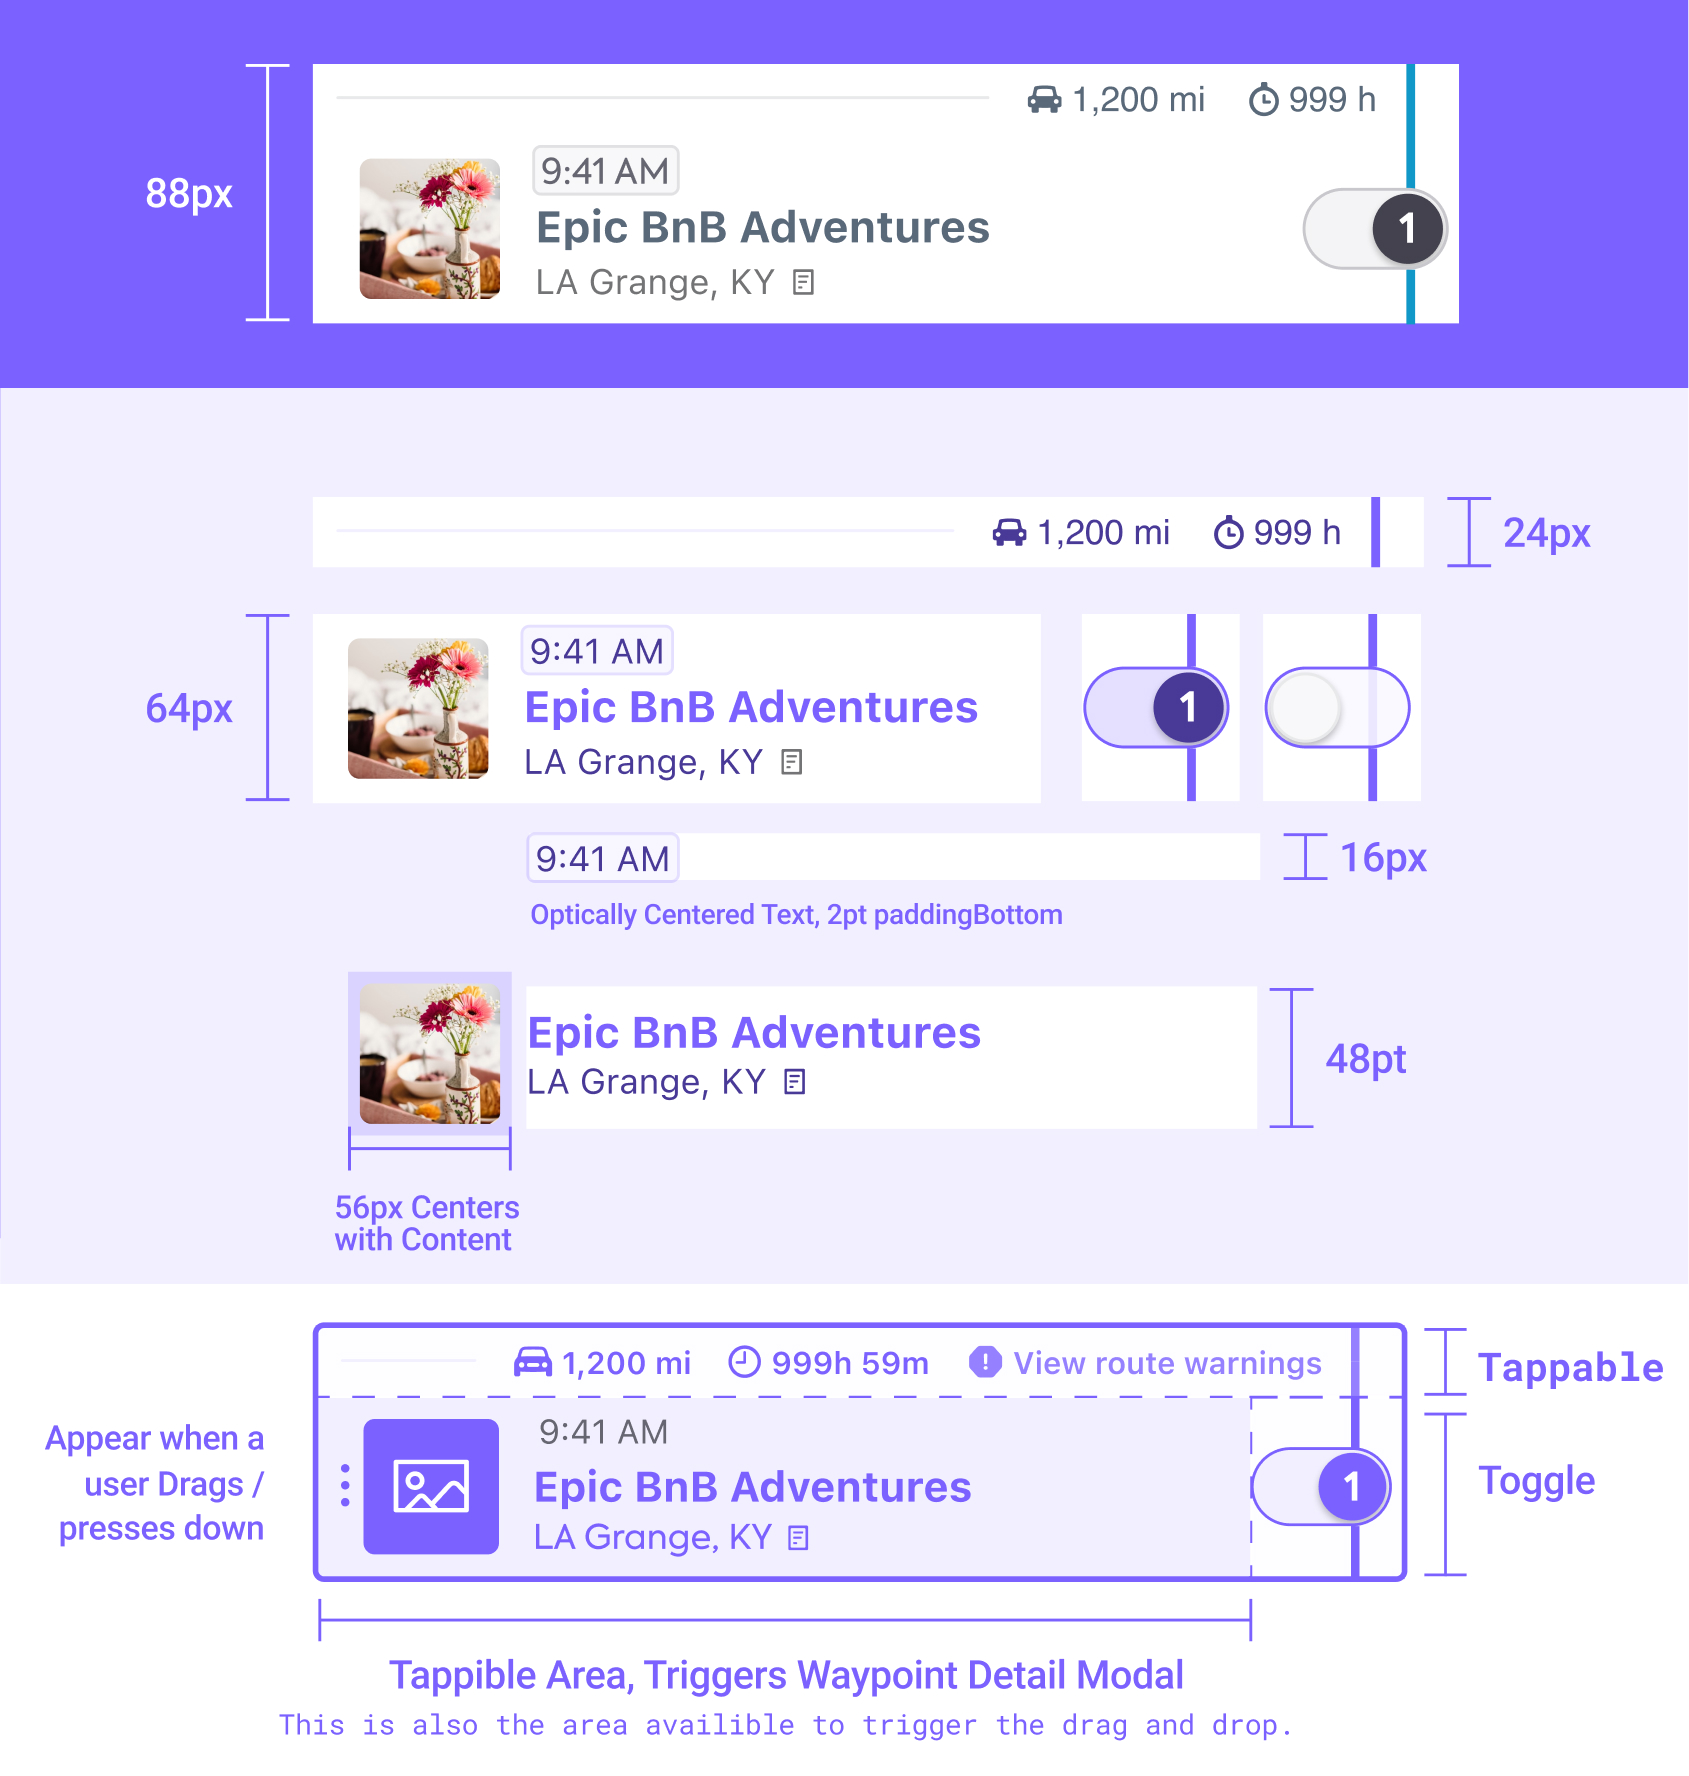 88px
1,200 mi 999 h
9:41 AM
Epic BnB Adventures
1
LA Grange, KY
1,200 mi 999 h
24px
64px
9:41 AM
Epic BnB Adventures
1
LA Grange, KY
9:41 AM
16px
Optically Centered Text, 2pt paddingBottom
Epic BnB Adventures
48pt
LA Grange, KY
56px Centers
with Content
1,200 mi 999h 59m ! View route warnings
Tappable
Appear when a
user Drags /
presses down
9:41 AM
Epic BnB Adventures
1
Toggle
LA Grange, KY
Tappible Area, Triggers Waypoint Detail Modal
This is also the area availible to trigger the drag and drop.